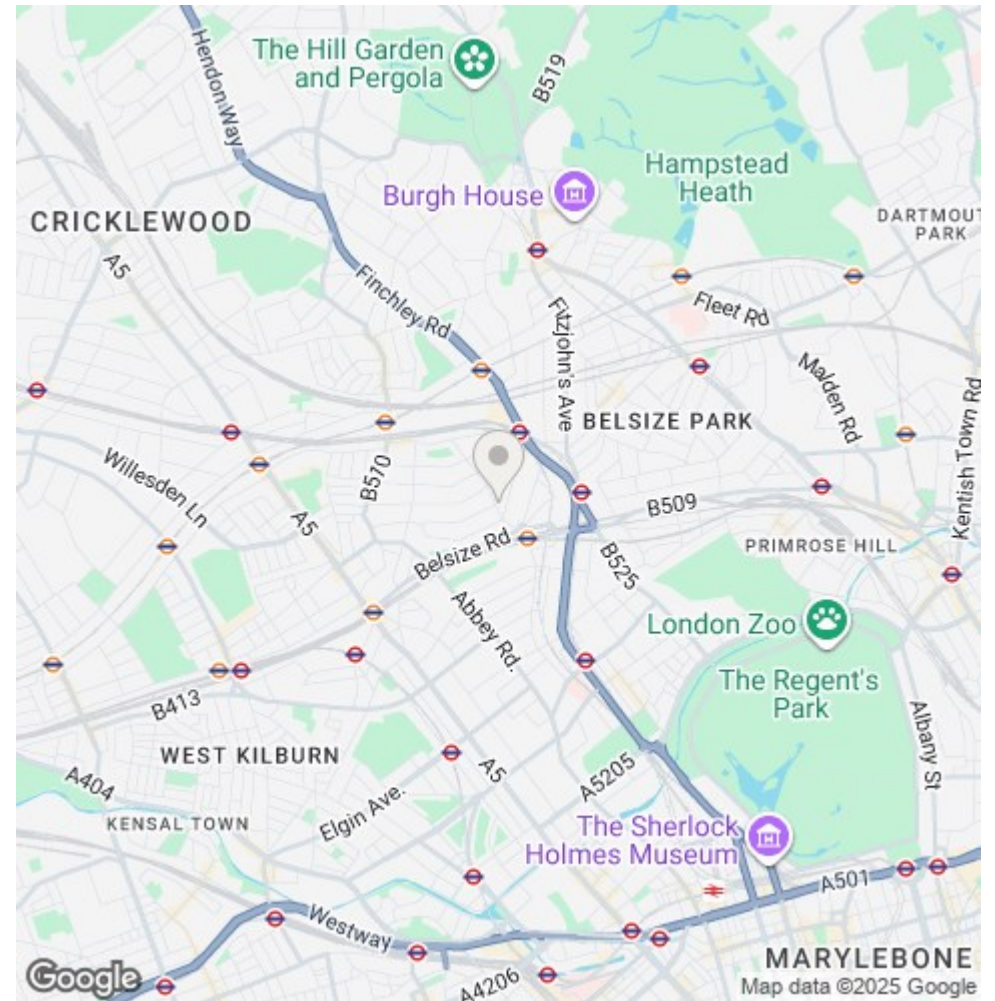 Hendon Way
The Hill Garden
and Pergola
B519
Hampstead
Heath
Burgh House
CRICKLEWOOD
DARTMOUT
PARK
A5
Finchley Rd
Fitzjohn's Ave
Fleet Rd
Malden Rd
Kentish Town Rd
BELSIZE PARK
B510
Willesden Ln
A5
B509
Belsize Rd
B525
PRIMROSE HILL
Abbey Rd.
London Zoo
The Regent's
Park
Albany St
B413
WEST KILBURN
A5
A5205
A404
Elgin Ave.
KENSAL TOWN
The Sherlock
Holmes Museum
A501
Westway
A4206
MARYLEBONE
Google
Map data ©2025 Google